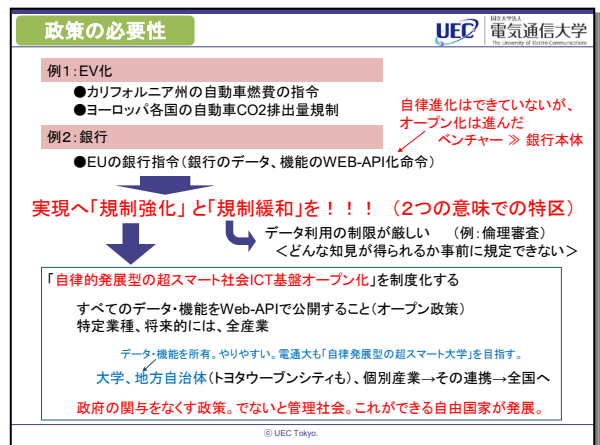 政策の必要性
UEC
国立大学法人
電気通信大学
The University of Electro-Communications
例1:EV化
●カリフォルニア州の自動車燃費の指令
●ヨーロッパ各国の自動車CO2排出量規制
自律進化はできていないが、
オープン化は進んだ
ベンチャー ≫ 銀行本体
例2:銀行
●EUの銀行指令(銀行のデータ、機能のWEB-API化命令)
実現へ「規制強化」と「規制緩和」を!!! (2つの意味での特区)
データ利用の制限が厳しい (例:倫理審査)
<どんな知見が得られるか事前に規定できない>
「自律的発展型の超スマート社会ICT基盤オープン化」を制度化する
すべてのデータ・機能をWeb-APIで公開すること(オープン政策)
特定業種、将来的には、全産業
データ・機能を所有。やりやすい。電通大も「自律発展型の超スマート大学」を目指す。
大学、地方自治体(トヨタウーブンシティも)、個別産業→その連携→全国へ
政府の関与をなくす政策。でないと管理社会。これができる自由国家が発展。
© UEC Tokyo.